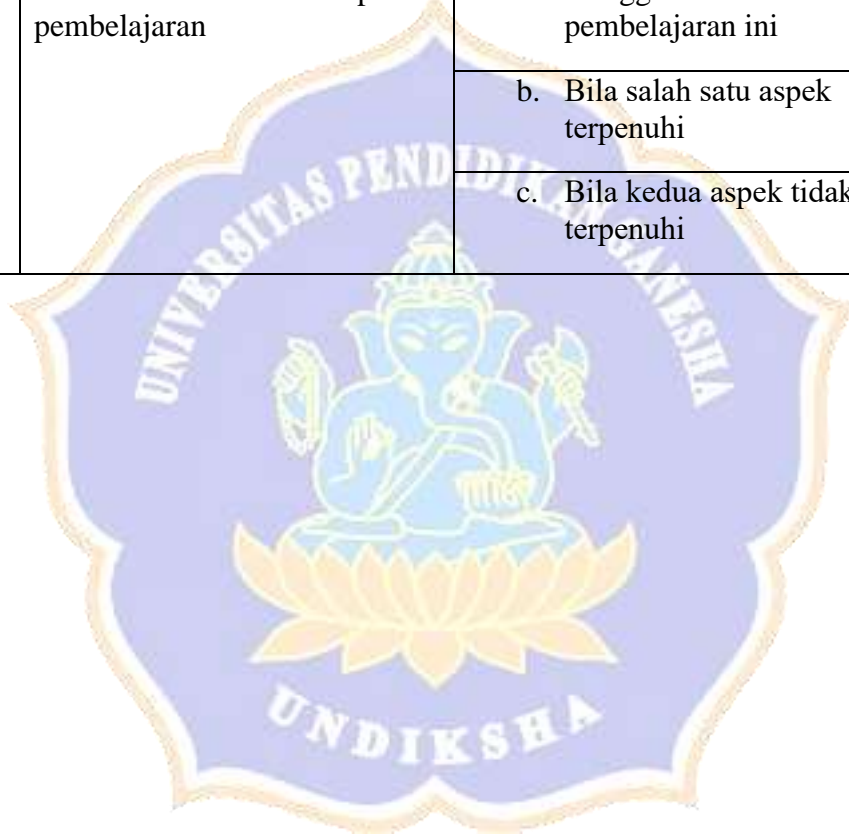 pembelajaran
pembelajaran ini
b. Bila salah satu aspek
terpenuhi
c. Bila kedua aspek tidak
terpenuhi
UNIVERSITAS PENDIDIKAN GANESHA
UNDIKSHA